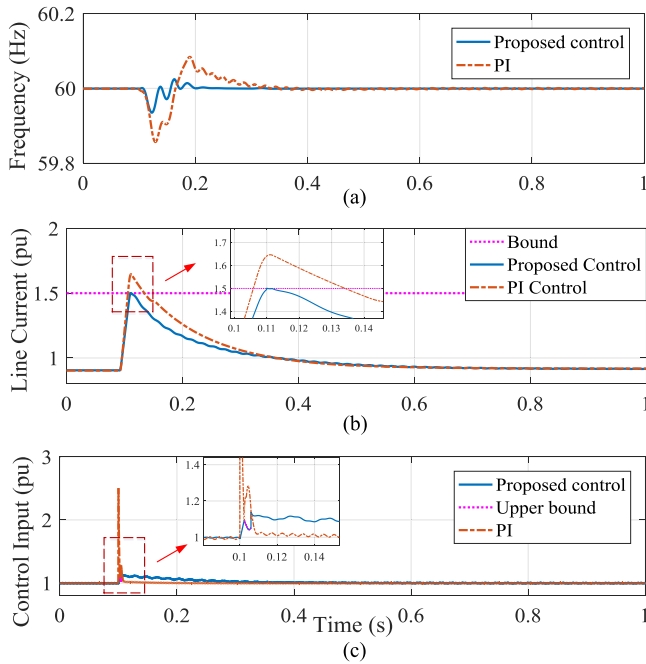 60.2
60
59.8
Frequency (Hz)
Proposed control
PI
0 0.2 0.4 0.6 0.8 1
(a)
2
1.5
1
Line Current (pu)
1.7
1.6
1.5
1.4
0.1 0.11 0.12 0.13 0.14
Bound
Proposed Control
PI Control
0 0.2 0.4 0.6 0.8 1
(b)
3
2
1
Control Input (pu)
1.4
1.2
1
0.1 0.12 0.14
Proposed control
Upper bound
PI
0 0.2 0.4 0.6 0.8 1
Time (s)
(c)